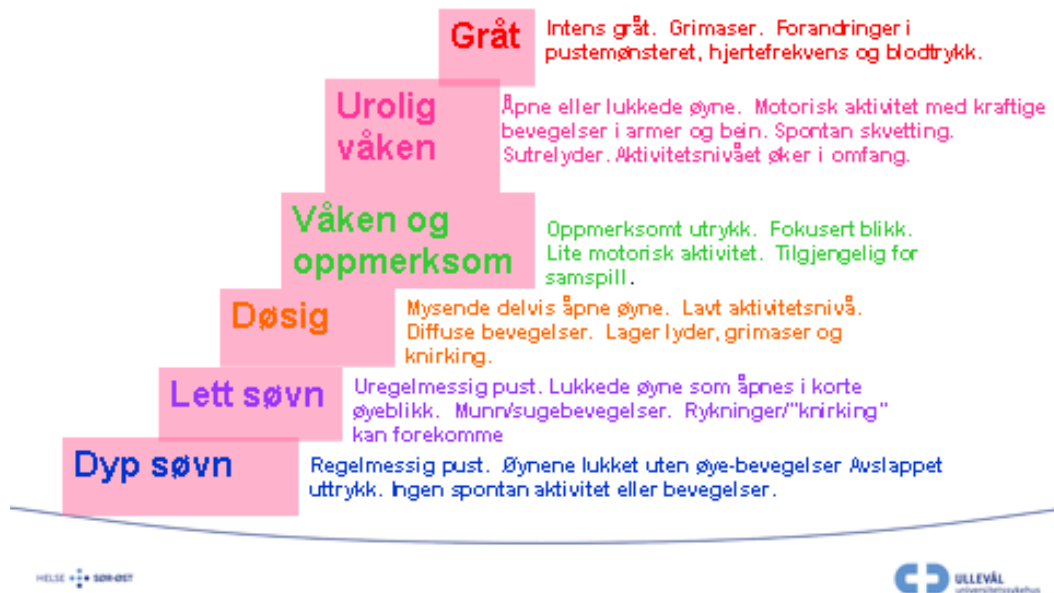 Gråt
Intens gråt. Grimaser. Forandringer i
pustemønsteret, hjertefrekvens og blodtrykk.
Urolig
våken
Åpne eller lukkede øyne. Motorisk aktivitet med kraftige
bevegelser i armer og bein. Spontan skvetting.
Sutrelyder. Aktivitetsnivået øker i omfang.
Våken og
oppmerksom
Oppmerksomt utrykk. Fokusert blikk.
Lite motorisk aktivitet. Tilgjengelig for
samspill.
Døsig
Mysende delvis åpne øyne. Lavt aktivitetsnivå.
Diffuse bevegelser. Lager lyder, grimaser og
knirking.
Lett søvn
Uregelmessig pust. Lukkede øyne som åpnes i korte
øyeblikk. Munn/sugebevegelser. Rykninger/"knirking"
kan forekomme
Dyp søvn
Regelmessig pust. Øynene lukket uten øye-bevegelser Avslappet
uttrykk. Ingen spontan aktivitet eller bevegelser.
HELSE SØR-ØST
ULLEVÅL
universitetssykehus